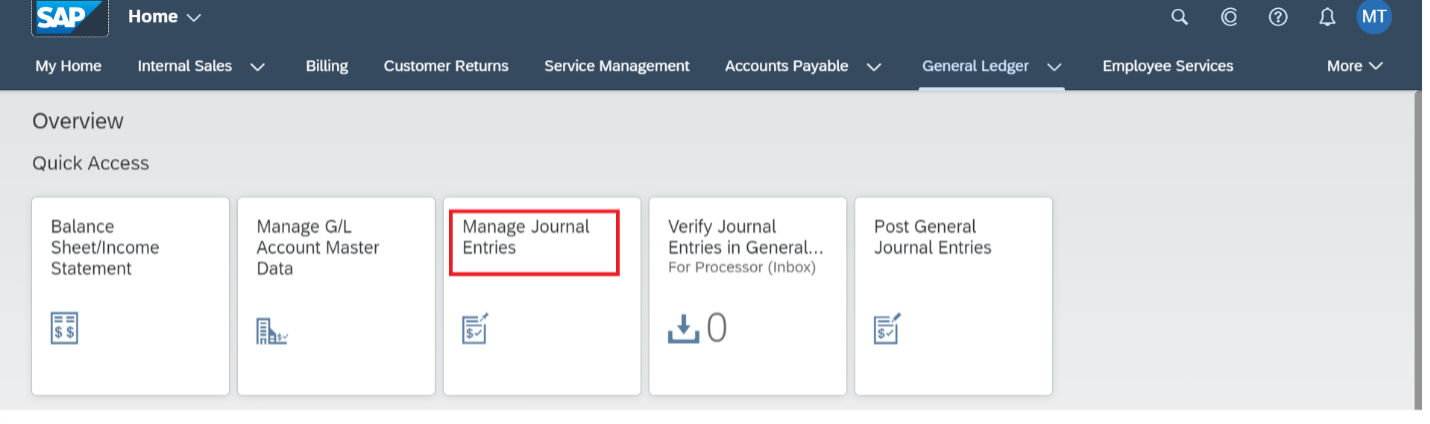 SAP Home
MT
My Home Internal Sales Billing Customer Returns Service Management Accounts Payable General Ledger Employee Services More
Overview
Quick Access
Balance
Sheet/Income
Statement
$ $
Manage G/L
Account Master
Data
$
Manage Journal
Entries
$
Verify Journal
Entries in General...
For Processor (Inbox)
0
Post General
Journal Entries
$